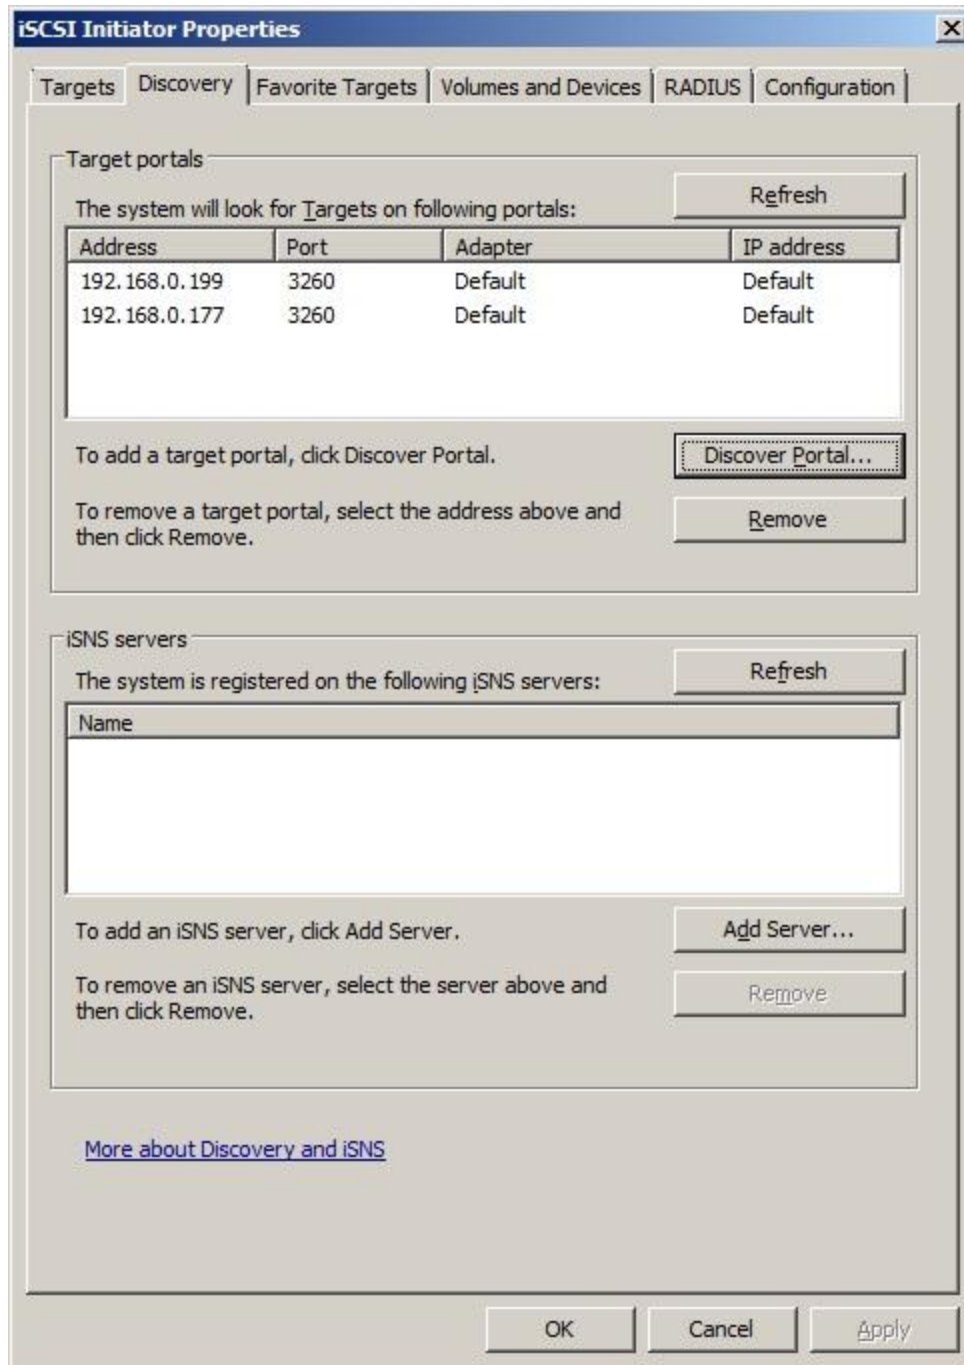 iSCSI Initiator Properties
Targets Discovery Favorite Targets Volumes and Devices RADIUS Configuration
Target portals
The system will look for Targets on following portals: Refresh
Address Port Adapter IP address
192.168.0.199 3260 Default Default
192.168.0.177 3260 Default Default
To add a target portal, click Discover Portal. Discover Portal...
To remove a target portal, select the address above and
then click Remove. Remove
iSNS servers
The system is registered on the following iSNS servers: Refresh
Name
To add an iSNS server, click Add Server. Add Server...
To remove an iSNS server, select the server above and
then click Remove. Remove
More about Discovery and iSNS
OK Cancel Apply